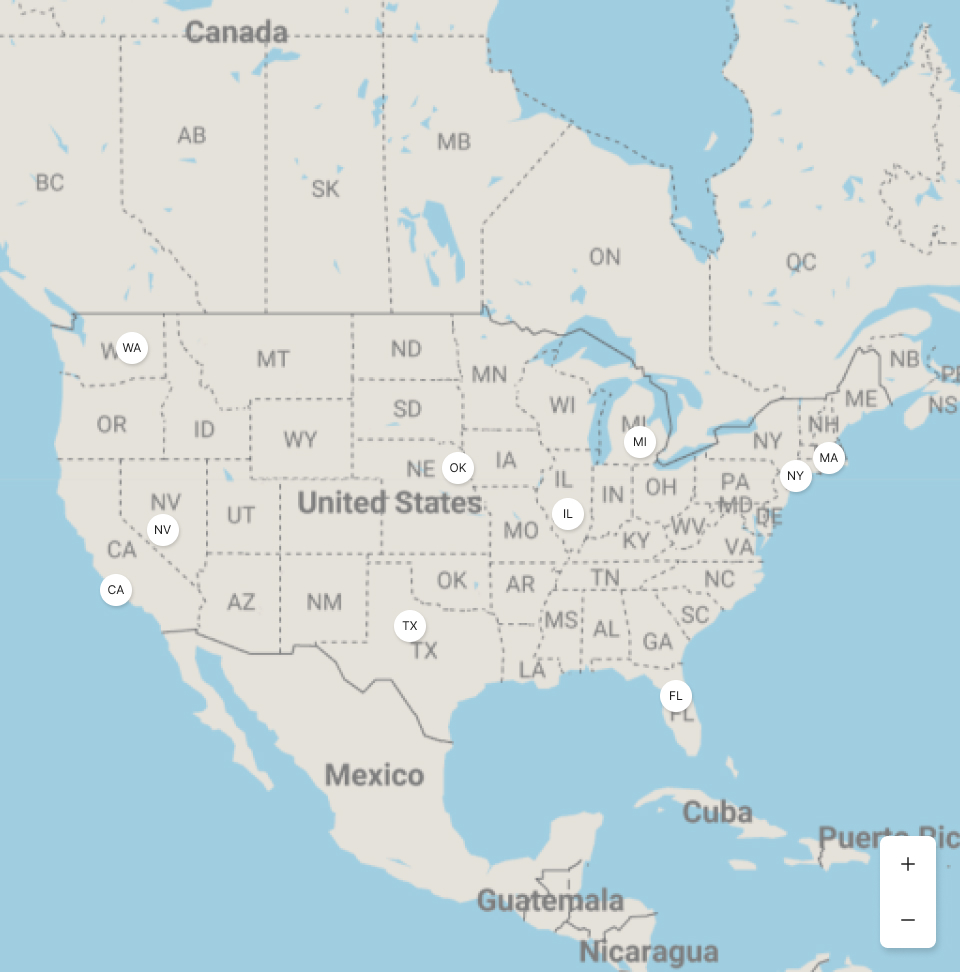 Canada
AB
MB
BC
SK
ON
QC
WA
MT
ND
MN
NB
SD
WI
ME
NS
OR
ID
WY
MI
MI
NH
NY
MA
NE
OK
IA
NY
IL
IN
OH
PA
NV
United States
MD
UT
IL
DE
NV
MO
WV
CA
KY
VA
OK
AR
TN
NC
CA
AZ
NM
TX
MS
AL
SC
TX
GA
LA
FL
FL
Mexico
Cuba
+
Guatemala
−
Nicaragua